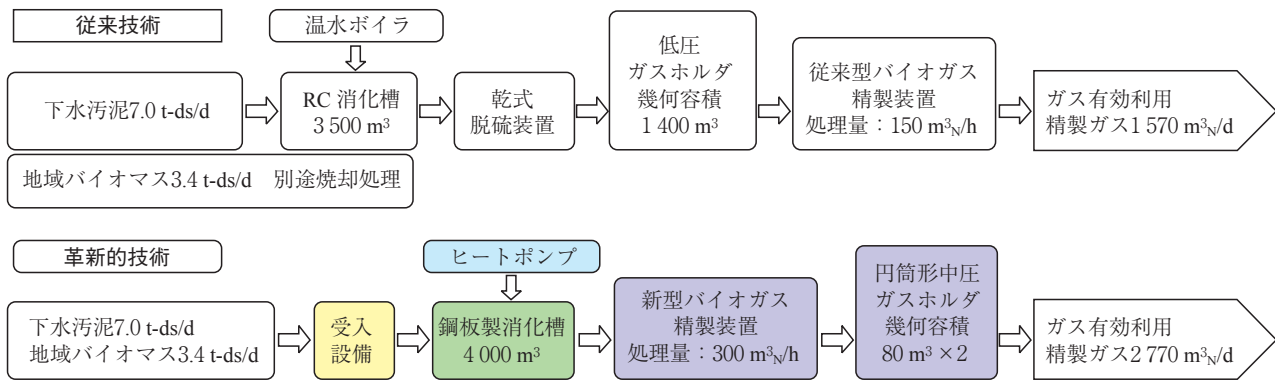 従来技術
温水ボイラ
下水汚泥7.0 t-ds/d
RC 消化槽
3 500 m³
乾式
脱硫装置
低圧
ガスホルダ
幾何容積
1 400 m³
従来型バイオガス
精製装置
処理量：150 m³N/h
ガス有効利用
精製ガス1 570 m³N/d
地域バイオマス3.4 t-ds/d　別途焼却処理
革新的技術
ヒートポンプ
下水汚泥7.0 t-ds/d
地域バイオマス3.4 t-ds/d
受入
設備
鋼板製消化槽
4 000 m³
新型バイオガス
精製装置
処理量：300 m³N/h
円筒形中圧
ガスホルダ
幾何容積
80 m³ ×2
ガス有効利用
精製ガス2 770 m³N/d